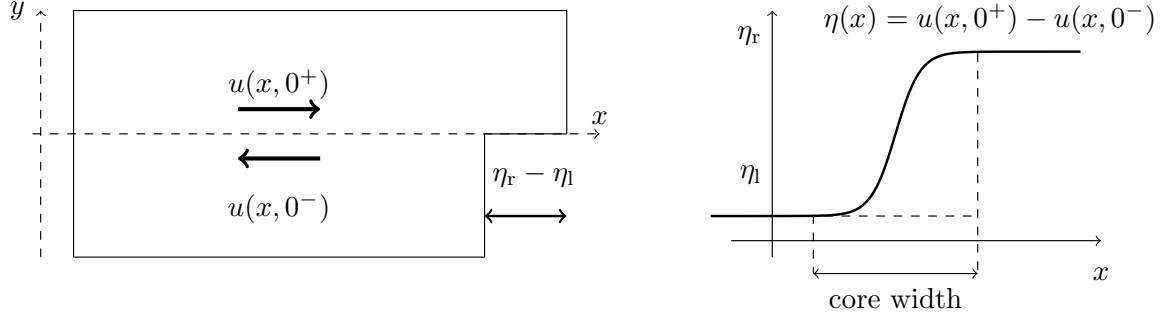 y
u(x, 0⁺)
x
u(x, 0⁻)
η_r − η_l
η_r
η(x) = u(x, 0⁺) − u(x, 0⁻)
η_l
x
core width